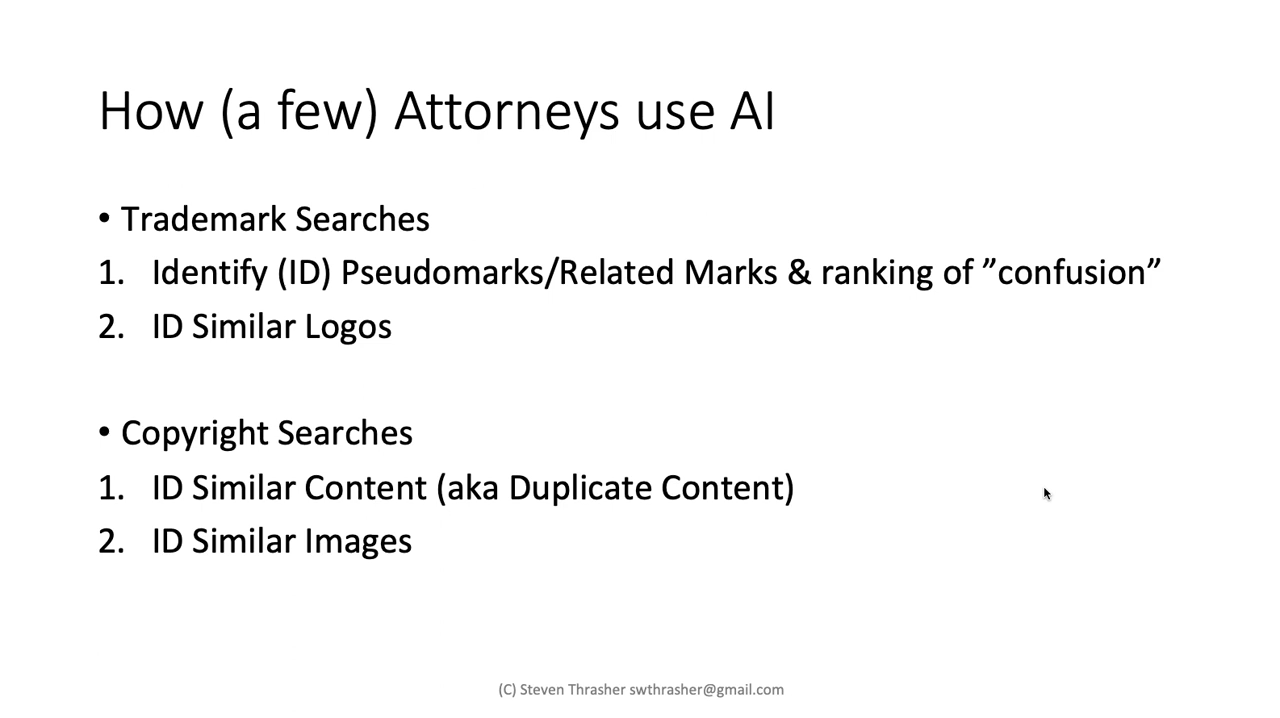 How (a few) Attorneys use AI
• Trademark Searches
1. Identify (ID) Pseudomarks/Related Marks & ranking of ”confusion”
2. ID Similar Logos
• Copyright Searches
1. ID Similar Content (aka Duplicate Content)
2. ID Similar Images
(C) Steven Thrasher swthrasher@gmail.com